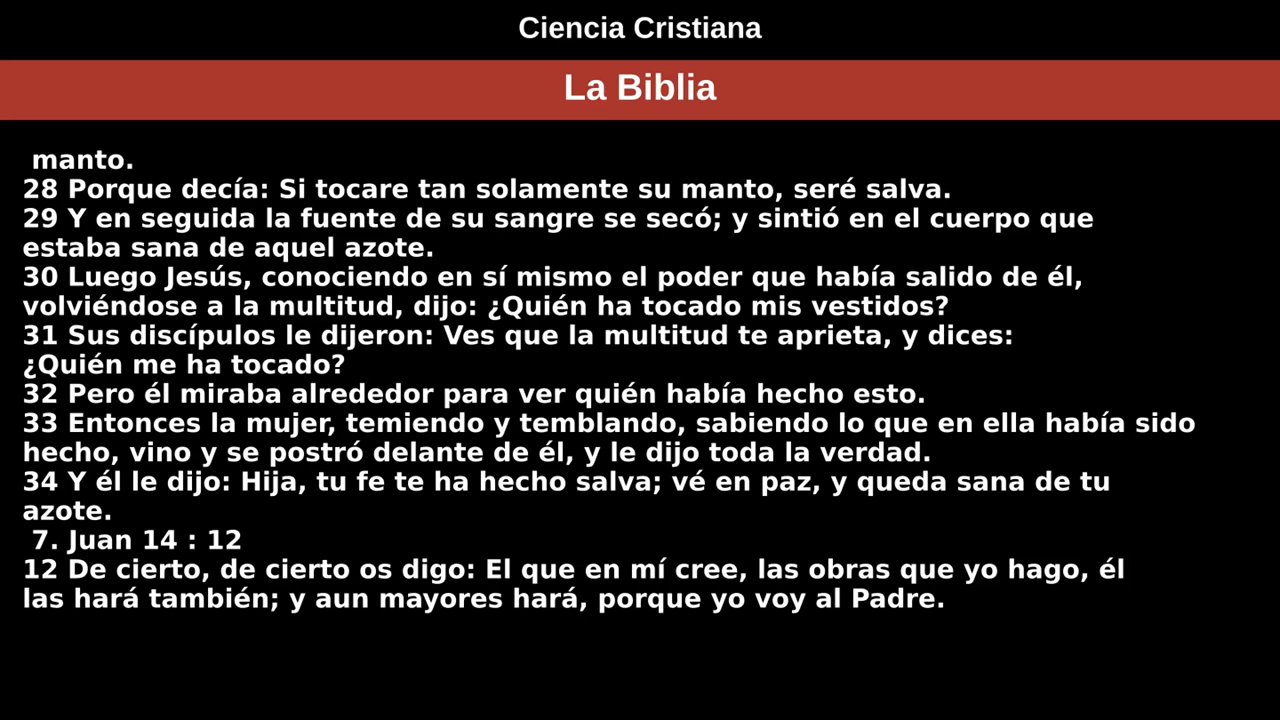 Ciencia Cristiana
La Biblia
manto.
28 Porque decía: Si tocare tan solamente su manto, seré salva.
29 Y en seguida la fuente de su sangre se secó; y sintió en el cuerpo que
estaba sana de aquel azote.
30 Luego Jesús, conociendo en sí mismo el poder que había salido de él,
volviéndose a la multitud, dijo: ¿Quién ha tocado mis vestidos?
31 Sus discípulos le dijeron: Ves que la multitud te aprieta, y dices:
¿Quién me ha tocado?
32 Pero él miraba alrededor para ver quién había hecho esto.
33 Entonces la mujer, temiendo y temblando, sabiendo lo que en ella había sido
hecho, vino y se postró delante de él, y le dijo toda la verdad.
34 Y él le dijo: Hija, tu fe te ha hecho salva; vé en paz, y queda sana de tu
azote.
7. Juan 14 : 12
12 De cierto, de cierto os digo: El que en mí cree, las obras que yo hago, él
las hará también; y aun mayores hará, porque yo voy al Padre.